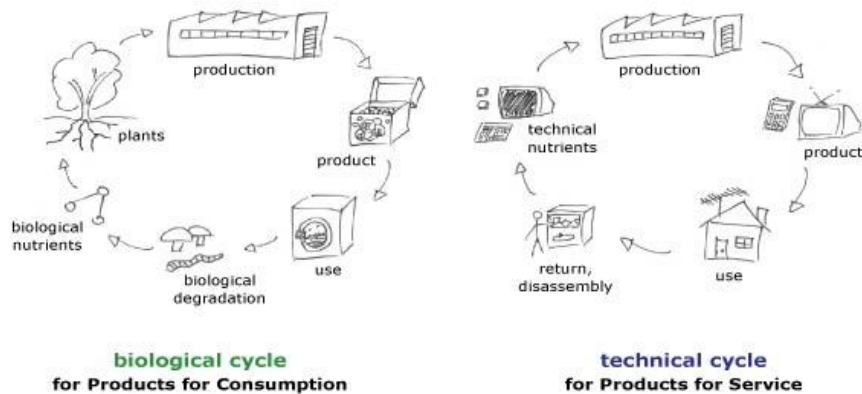 production
plants
product
biological
nutrients
use
biological
degradation
biological cycle
for Products for Consumption
production
technical
nutrients
product
return,
disassembly
use
technical cycle
for Products for Service